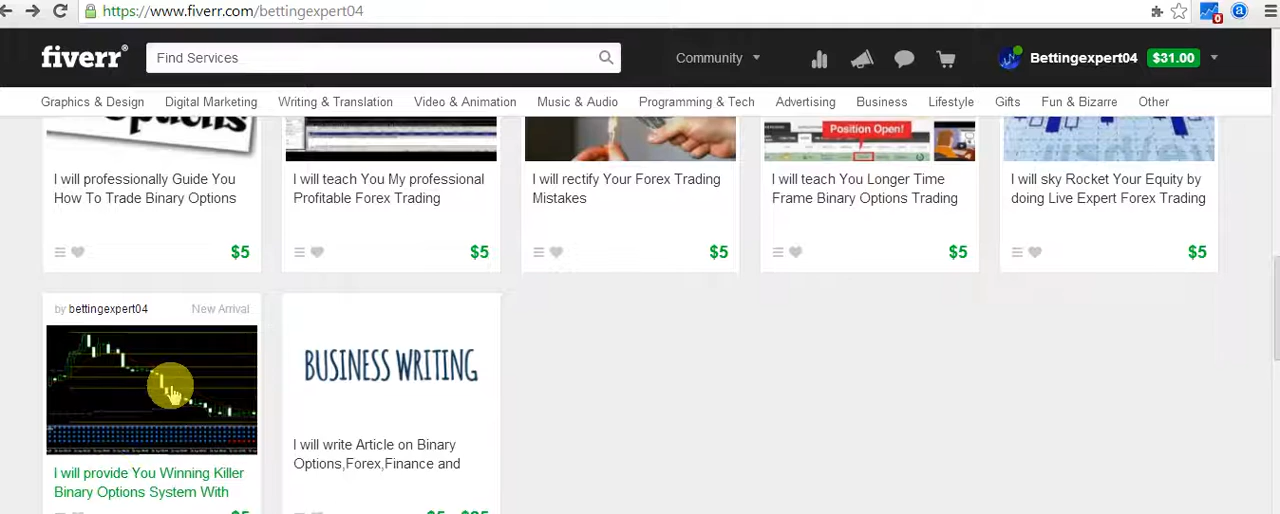 https://www.fiverr.com/bettingexpert04
0
a
fiverr®
Find Services
Community
Bettingexpert04
$31.00
Graphics & Design
Digital Marketing
Writing & Translation
Video & Animation
Music & Audio
Programming & Tech
Advertising
Business
Lifestyle
Gifts
Fun & Bizarre
Other
Options
Position Open!
I will professionally Guide You
How To Trade Binary Options
$5
I will teach You My professional
Profitable Forex Trading
$5
I will rectify Your Forex Trading
Mistakes
$5
I will teach You Longer Time
Frame Binary Options Trading
$5
I will sky Rocket Your Equity by
doing Live Expert Forex Trading
$5
by bettingexpert04
New Arrival
I will provide You Winning Killer
Binary Options System With
BUSINESS WRITING
I will write Article on Binary
Options,Forex,Finance and